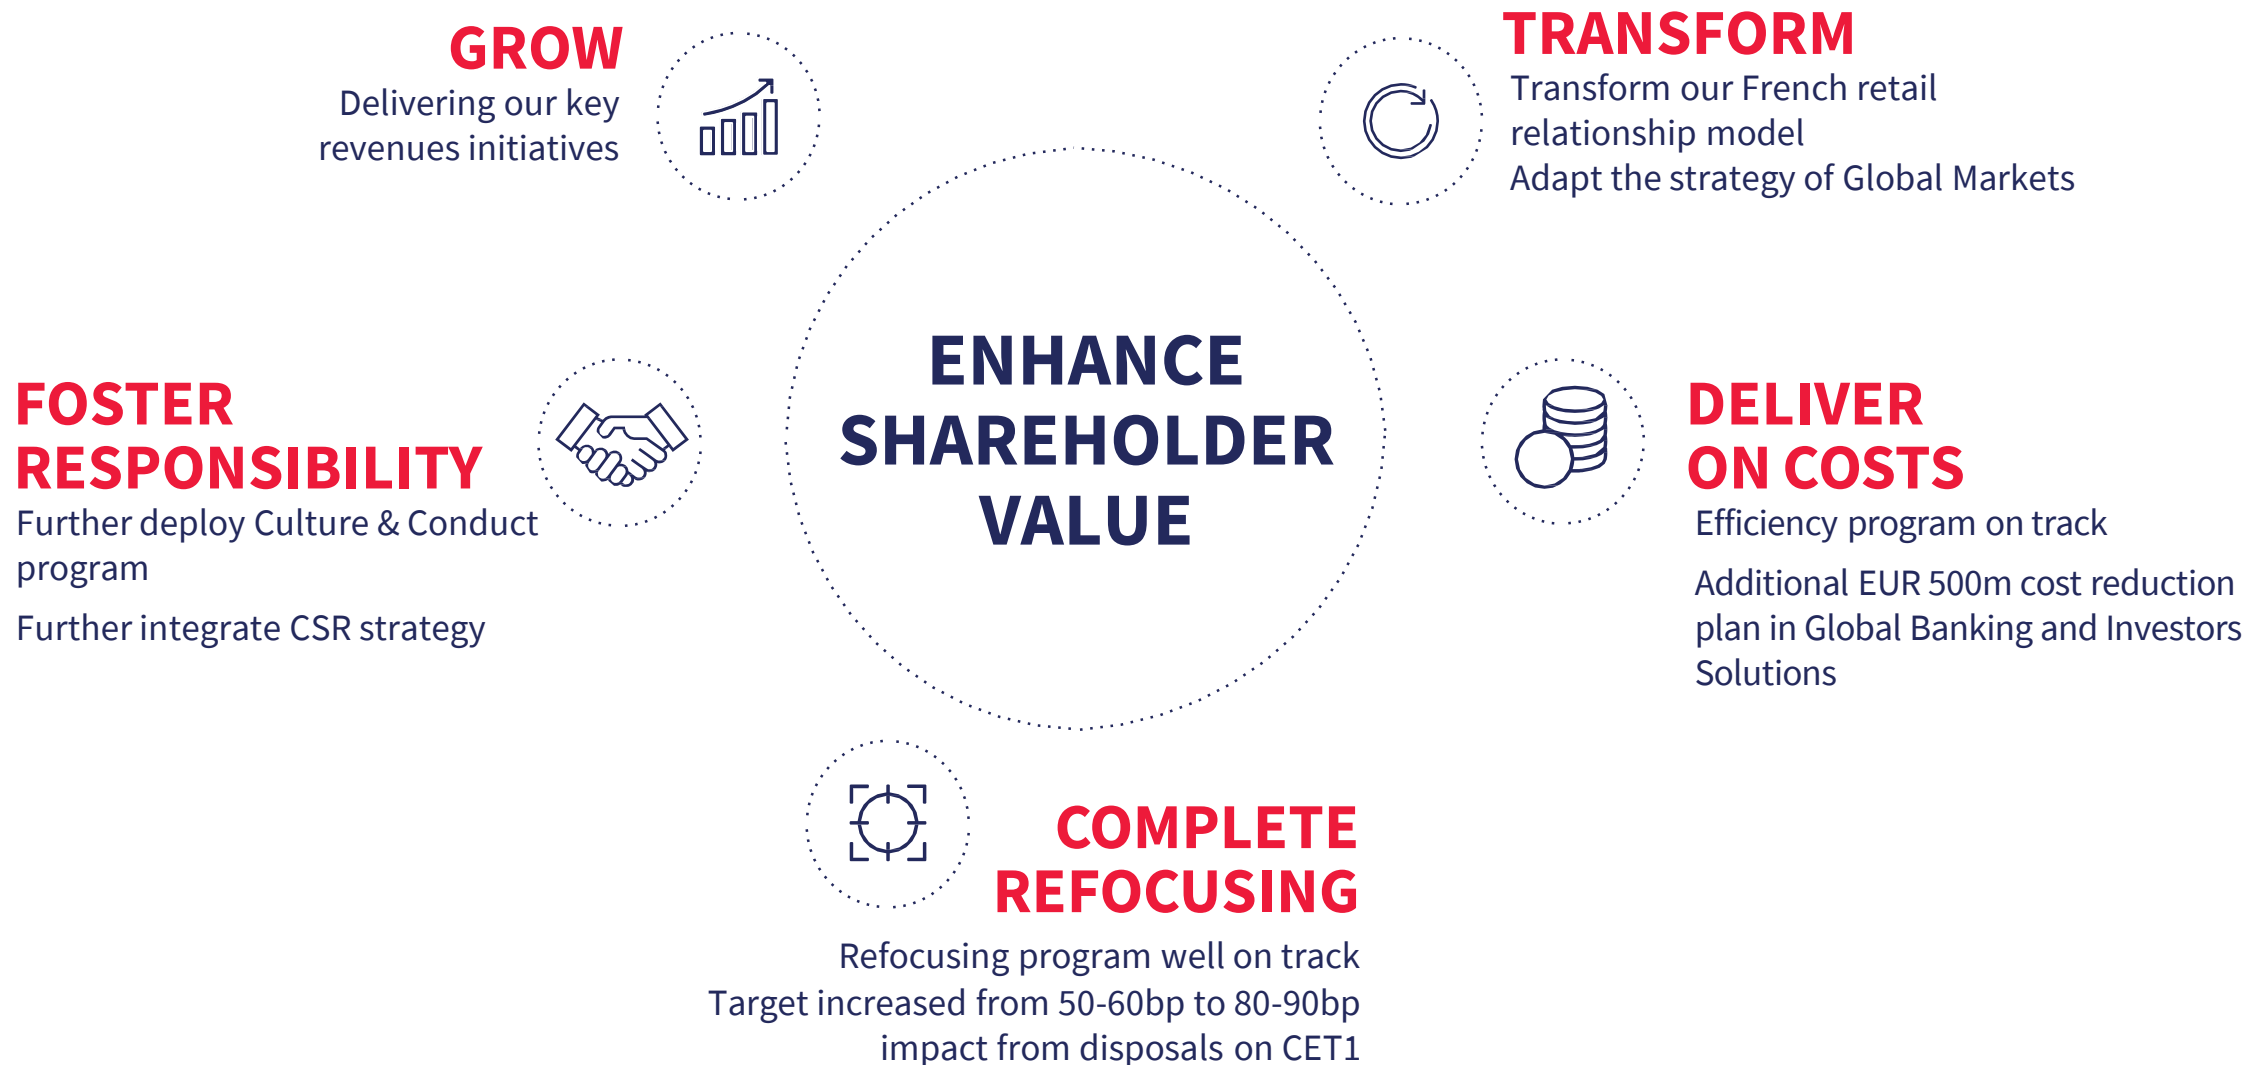 GROW
Delivering our key
revenues initiatives
TRANSFORM
Transform our French retail
relationship model
Adapt the strategy of Global Markets
ENHANCE
SHAREHOLDER
VALUE
FOSTER
RESPONSIBILITY
Further deploy Culture & Conduct
program
Further integrate CSR strategy
DELIVER
ON COSTS
Efficiency program on track
Additional EUR 500m cost reduction
plan in Global Banking and Investors
Solutions
COMPLETE
REFOCUSING
Refocusing program well on track
Target increased from 50-60bp to 80-90bp
impact from disposals on CET1